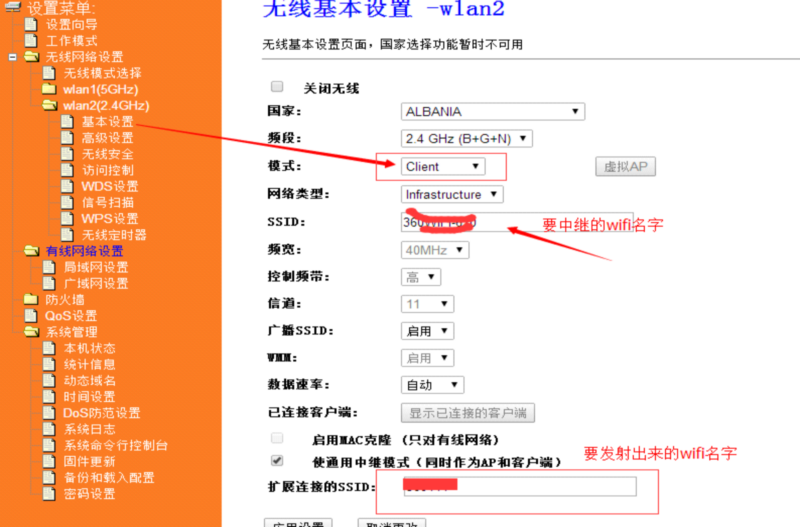 设置菜单:
设置向导
工作模式
无线网络设置
无线模式选择
wlan1(5GHz)
wlan2(2.4GHz)
基本设置
高级设置
无线安全
访问控制
WDS设置
信号扫描
WPS设置
无线定时器
有线网络设置
局域网设置
广域网设置
防火墙
QoS设置
系统管理
本机状态
统计信息
动态域名
时间设置
DoS防范设置
系统日志
系统命令行控制台
固件更新
备份和载入配置
密码设置
无线基本设置 -wlan2
无线基本设置页面，国家选择功能暂时不可用
关闭无线
国家: ALBANIA
频段: 2.4 GHz (B+G+N)
模式: Client 虚拟AP
网络类型: Infrastructure
SSID: 要中继的wifi名字
频宽: 40MHz
控制频带: 高
信道: 11
广播SSID: 启用
WMM: 启用
数据速率: 自动
已连接客户端: 显示已连接的客户端
启用MAC克隆 (只对有线网络)
使通用中继模式 (同时作为AP和客户端)
要发射出来的wifi名字
扩展连接的SSID:
应用设置 取消更改